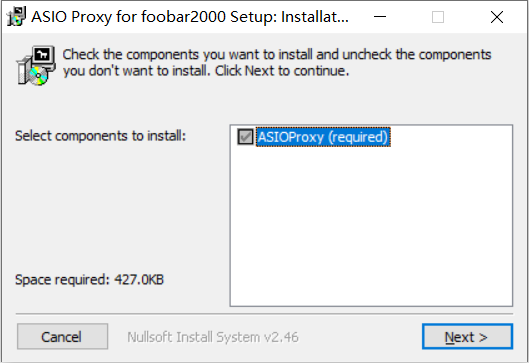 ASIO Proxy for foobar2000 Setup: Installat...
Check the components you want to install and uncheck the components
you don't want to install. Click Next to continue.
Select components to install:
ASIOProxy (required)
Space required: 427.0KB
Cancel
Nullsoft Install System v2.46
Next >